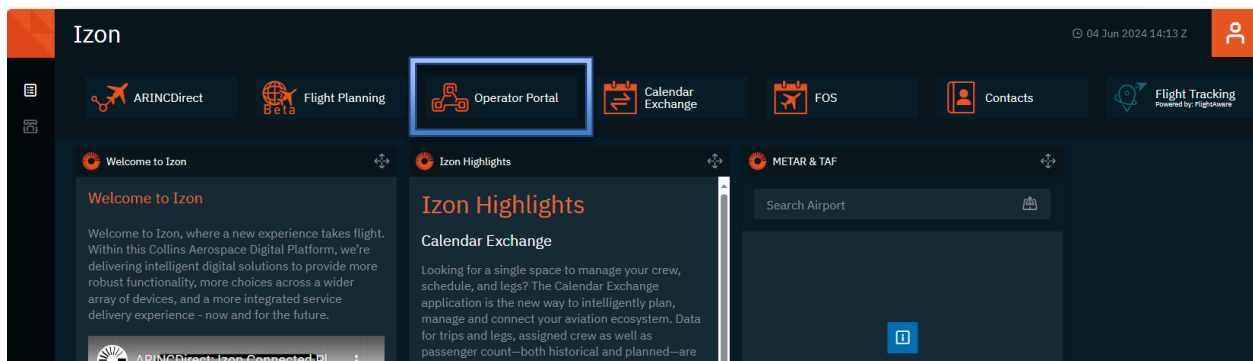 Izon
04 Jun 2024 14:13 Z
ARINCDirect
Beta
Flight Planning
Operator Portal
Calendar
Exchange
FOS
Contacts
Flight Tracking
Powered by: FlightAware
Welcome to Izon
Welcome to Izon
Welcome to Izon, where a new experience takes flight.
Within this Collins Aerospace Digital Platform, we're
delivering intelligent digital solutions to provide more
robust functionality, more choices across a wider
array of devices, and a more integrated service
delivery experience - now and for the future.
ARINCDirect: Izon Connected Pl
Izon Highlights
Izon Highlights
Calendar Exchange
Looking for a single space to manage your crew,
schedule, and legs? The Calendar Exchange
application is the new way to intelligently plan,
manage and connect your aviation ecosystem. Data
for trips and legs, assigned crew as well as
passenger count—both historical and planned—are
METAR & TAF
Search Airport